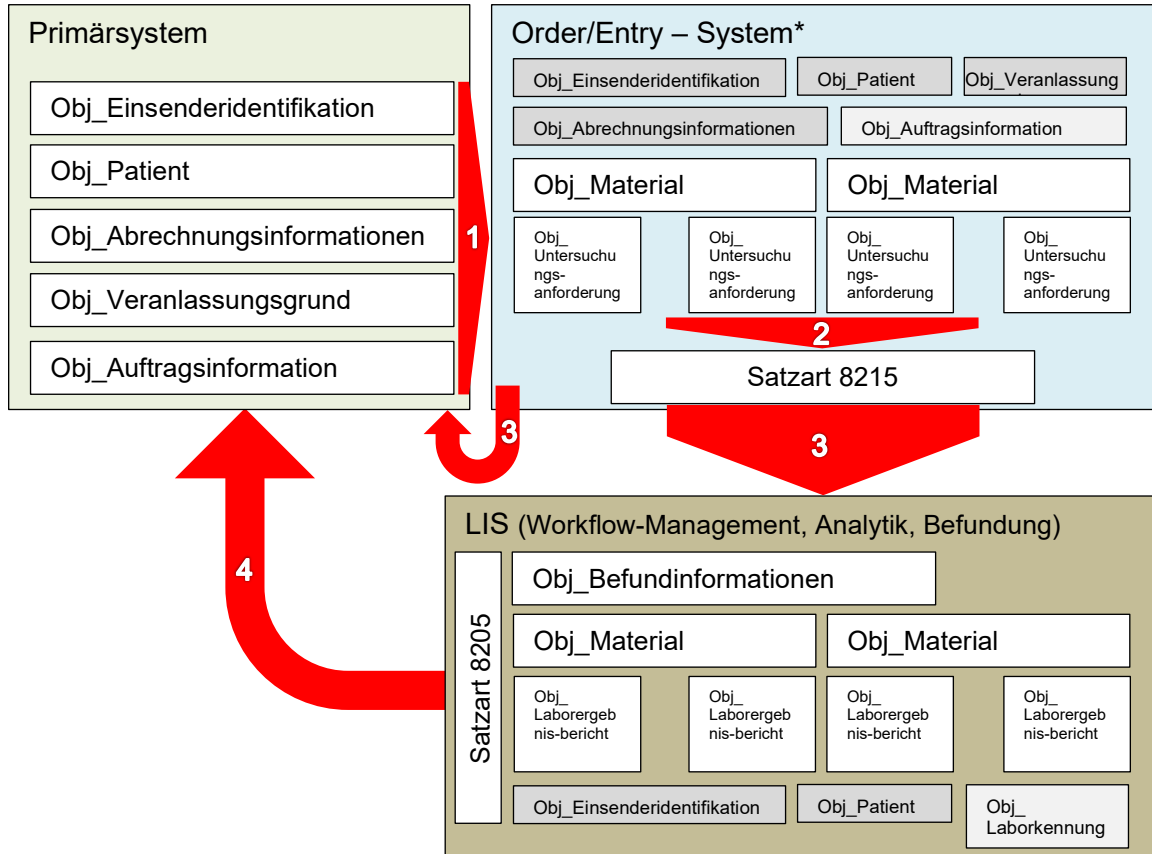 Primärsystem
Obj_Einsenderidentifikation
Obj_Patient
Obj_Abrechnungsinformationen
Obj_Veranlassungsgrund
Obj_Auftragsinformation
1
Order/Entry – System*
Obj_Einsenderidentifikation
Obj_Patient
Obj_Veranlassung
Obj_Abrechnungsinformationen
Obj_Auftragsinformation
Obj_Material
Obj_Material
Obj_
Untersuchu
ngs-
anforderung
Obj_
Untersuchu
ngs-
anforderung
Obj_
Untersuchu
ngs-
anforderung
Obj_
Untersuchu
ngs-
anforderung
2
Satzart 8215
3
3
4
LIS (Workflow-Management, Analytik, Befundung)
Satzart 8205
Obj_Befundinformationen
Obj_Material
Obj_Material
Obj_
Laborergeb
nis-bericht
Obj_
Laborergeb
nis-bericht
Obj_
Laborergeb
nis-bericht
Obj_
Laborergeb
nis-bericht
Obj_Einsenderidentifikation
Obj_Patient
Obj_
Laborkennung